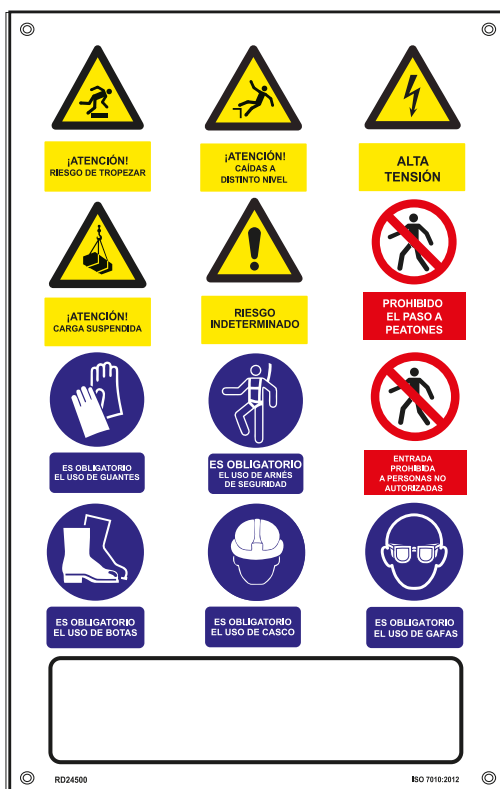 ¡ATENCIÓN!
RIESGO DE TROPEZAR
¡ATENCIÓN!
CAÍDAS A
DISTINTO NIVEL
ALTA
TENSIÓN
¡ATENCIÓN!
CARGA SUSPENDIDA
RIESGO
INDETERMINADO
PROHIBIDO
EL PASO A
PEATONES
ES OBLIGATORIO
EL USO DE GUANTES
ES OBLIGATORIO
EL USO DE ARNÉS
DE SEGURIDAD
ENTRADA
PROHIBIDA
A PERSONAS NO
AUTORIZADAS
ES OBLIGATORIO
EL USO DE BOTAS
ES OBLIGATORIO
EL USO DE CASCO
ES OBLIGATORIO
EL USO DE GAFAS
RD24500
ISO 7010:2012